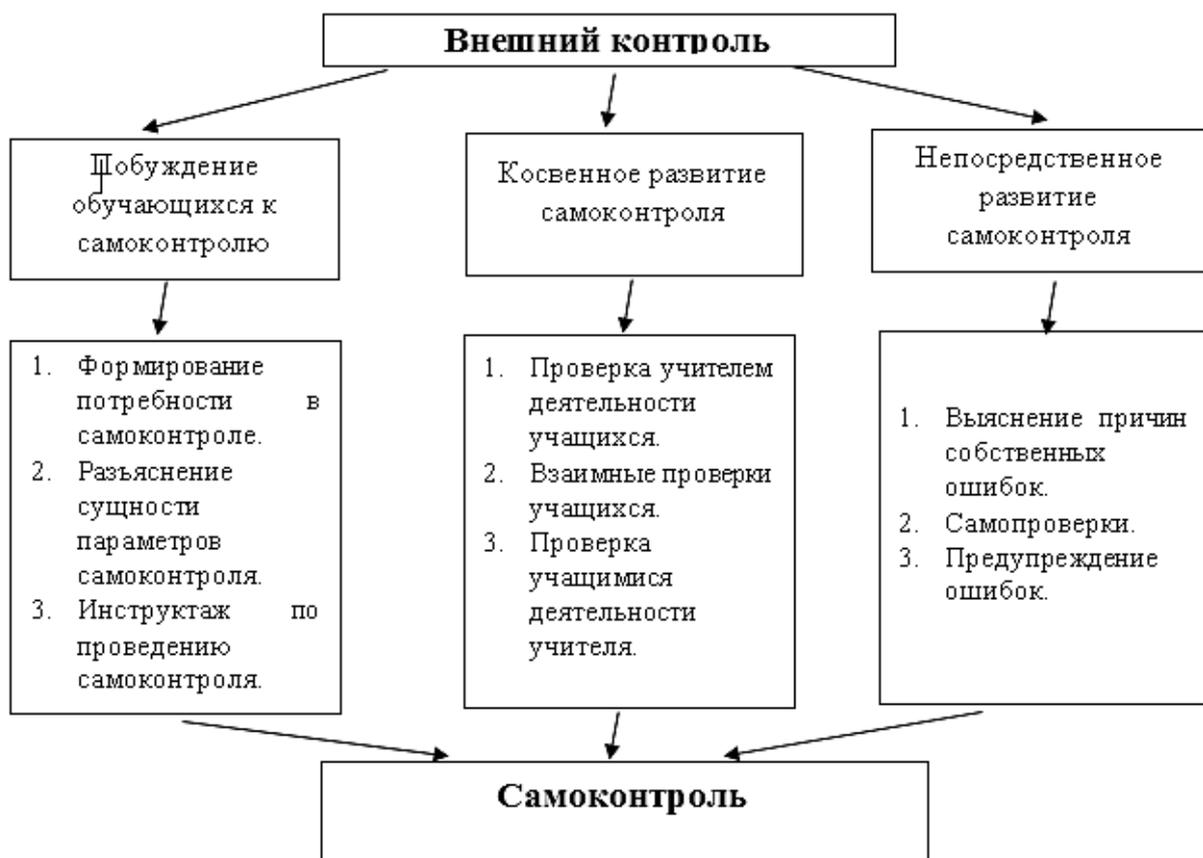 Внешний контроль
Побуждение
обучающихся к
самоконтролю
Косвенное развитие
самоконтроля
Непосредственное
развитие
самоконтроля
1. Формирование
потребности в
самоконтроле.
2. Разъяснение
сущности
параметров
самоконтроля.
3. Инструктаж по
проведению
самоконтроля.
1. Проверка учителем
деятельности
учащихся.
2. Взаимные проверки
учащихся.
3. Проверка
учащимися
деятельности
учителя.
1. Выяснение причин
собственных
ошибок.
2. Самопроверки.
3. Предупреждение
ошибок.
Самоконтроль